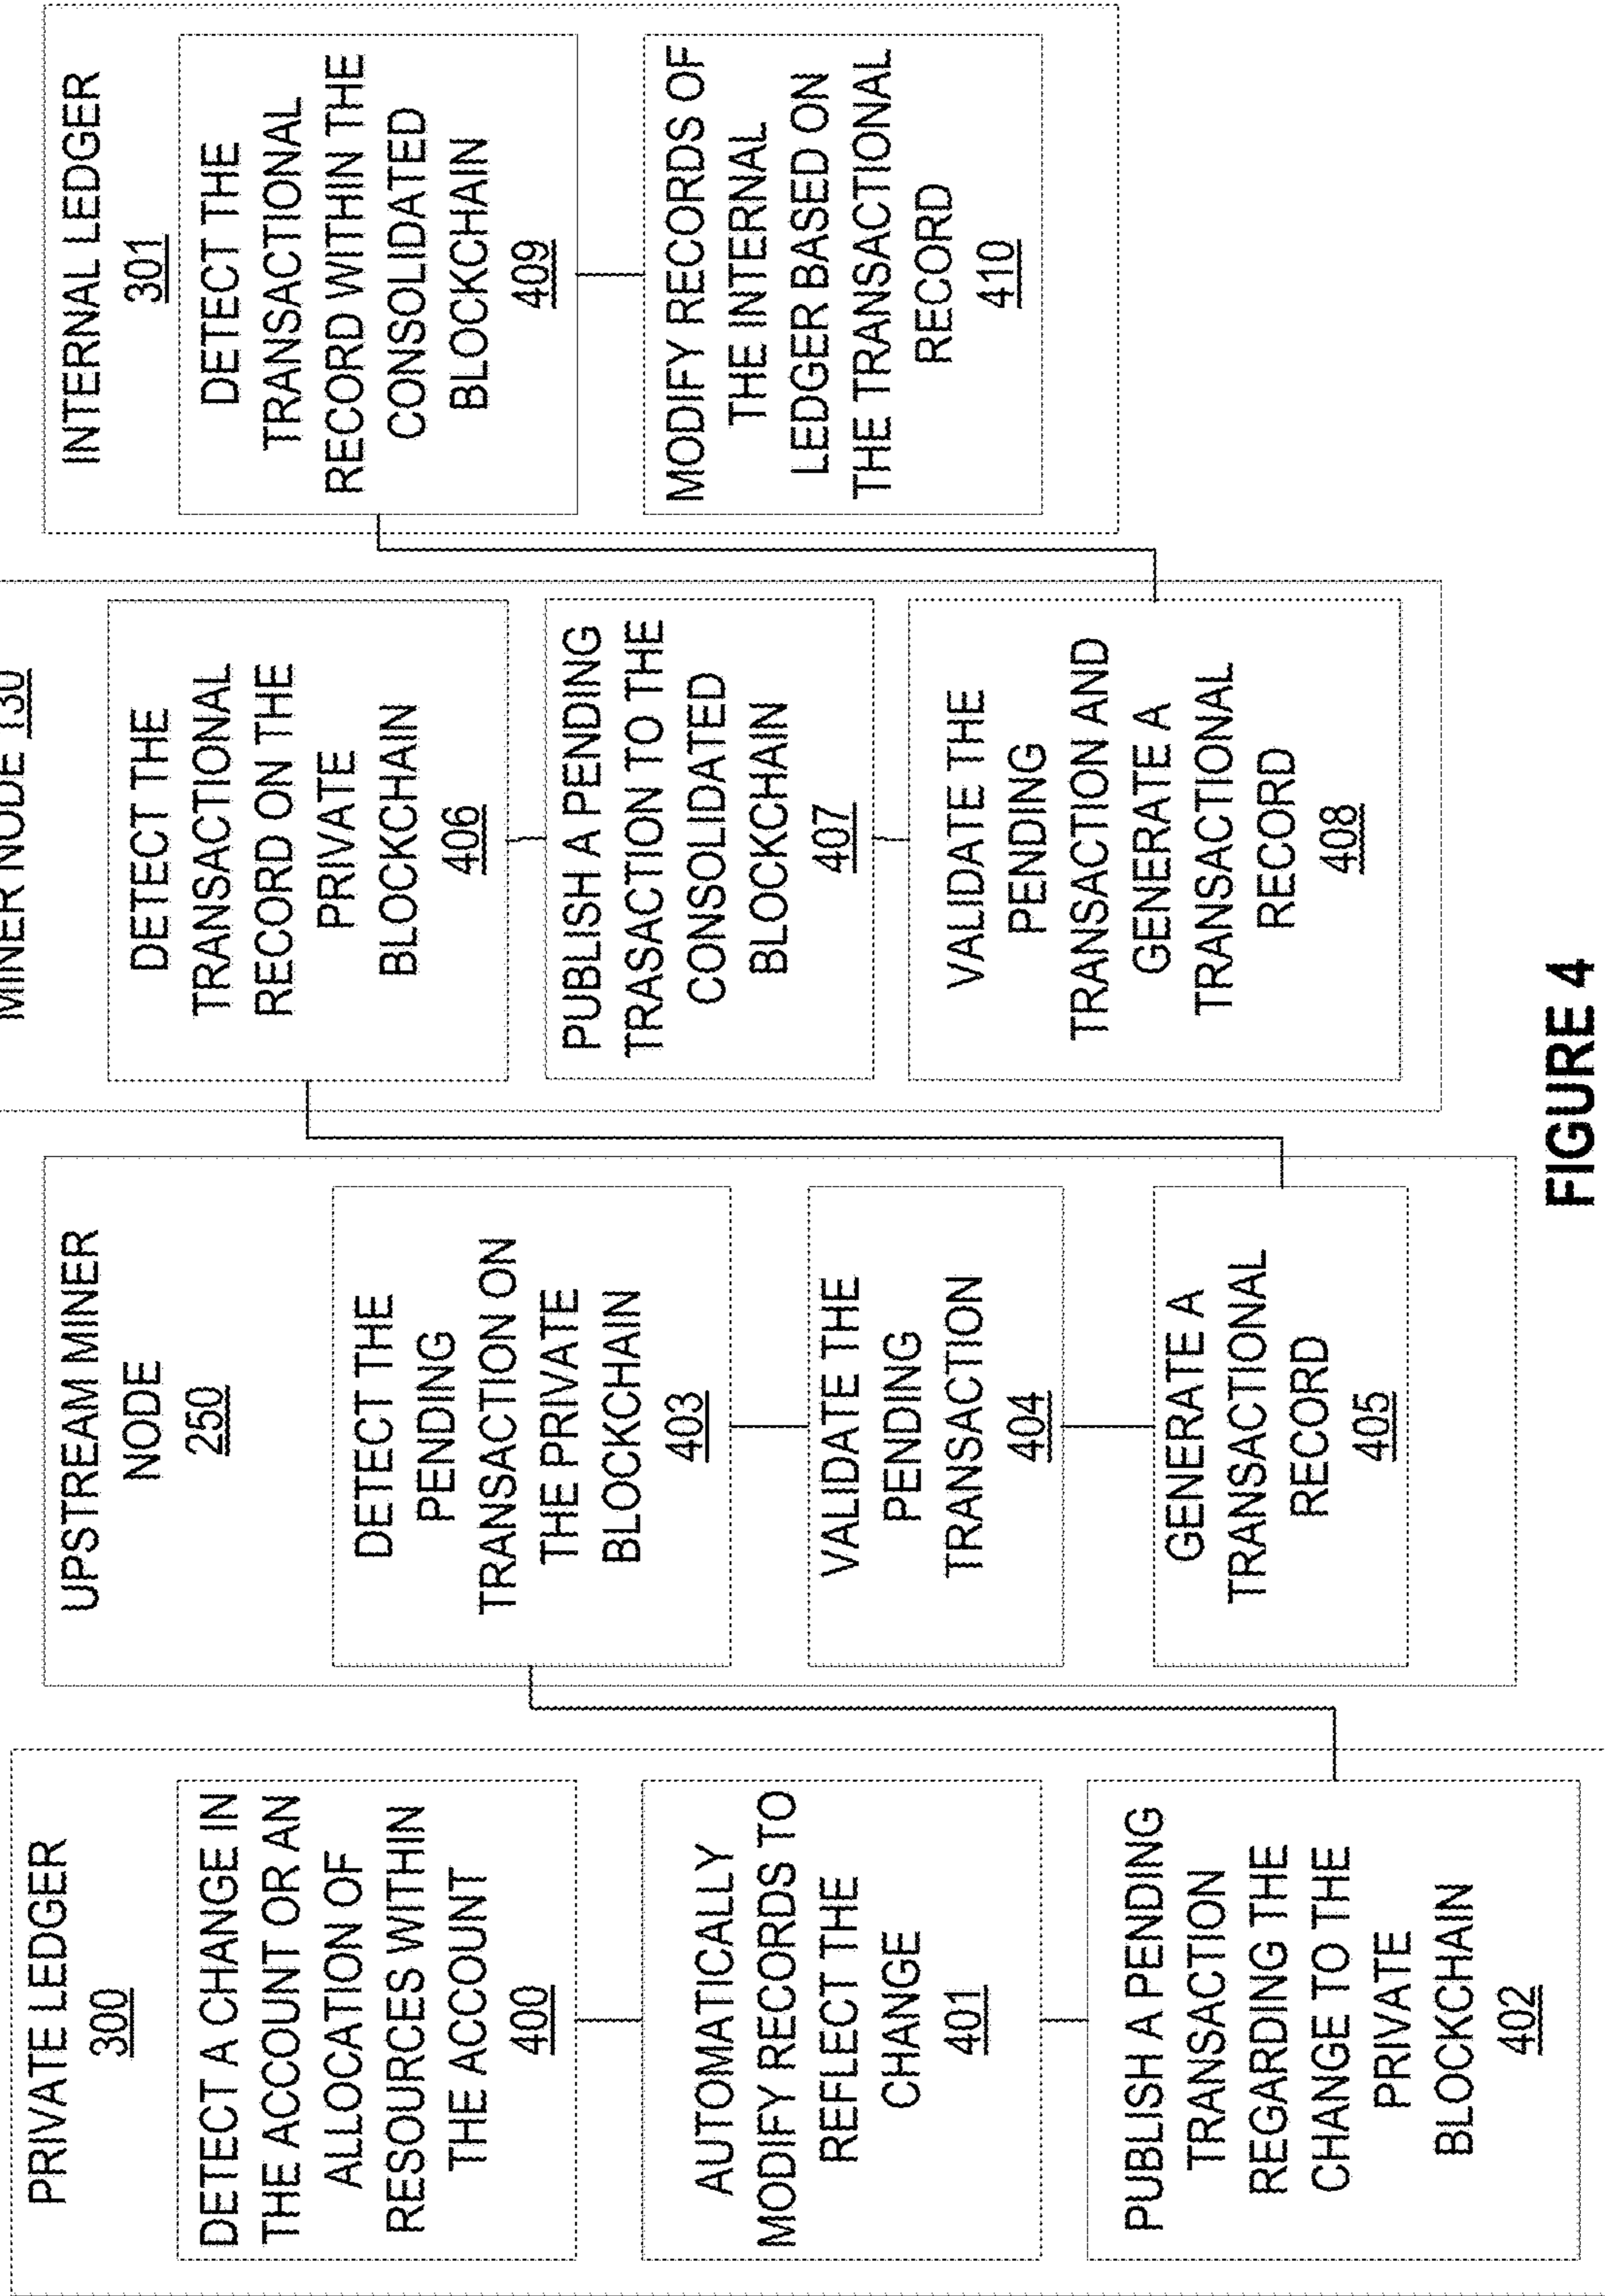 PRIVATE LEDGER
300
DETECT A CHANGE IN
THE ACCOUNT OR AN
ALLOCATION OF
RESOURCES WITHIN
THE ACCOUNT
400
AUTOMATICALLY
MODIFY RECORDS TO
REFLECT THE
CHANGE
401
PUBLISH A PENDING
TRANSACTION
REGARDING THE
CHANGE TO THE
PRIVATE
BLOCKCHAIN
402
UPSTREAM MINER
NODE
250
DETECT THE
PENDING
TRANSACTION ON
THE PRIVATE
BLOCKCHAIN
403
VALIDATE THE
PENDING
TRANSACTION
404
GENERATE A
TRANSACTIONAL
RECORD
405
MINER NODE 130
DETECT THE
TRANSACTIONAL
RECORD ON THE
PRIVATE
BLOCKCHAIN
406
PUBLISH A PENDING
TRASACTION TO THE
CONSOLIDATED
BLOCKCHAIN
407
VALIDATE THE
PENDING
TRANSACTION AND
GENERATE A
TRANSACTIONAL
RECORD
408
INTERNAL LEDGER
301
DETECT THE
TRANSACTIONAL
RECORD WITHIN THE
CONSOLIDATED
BLOCKCHAIN
409
MODIFY RECORDS OF
THE INTERNAL
LEDGER BASED ON
THE TRANSACTIONAL
RECORD
410
FIGURE 4